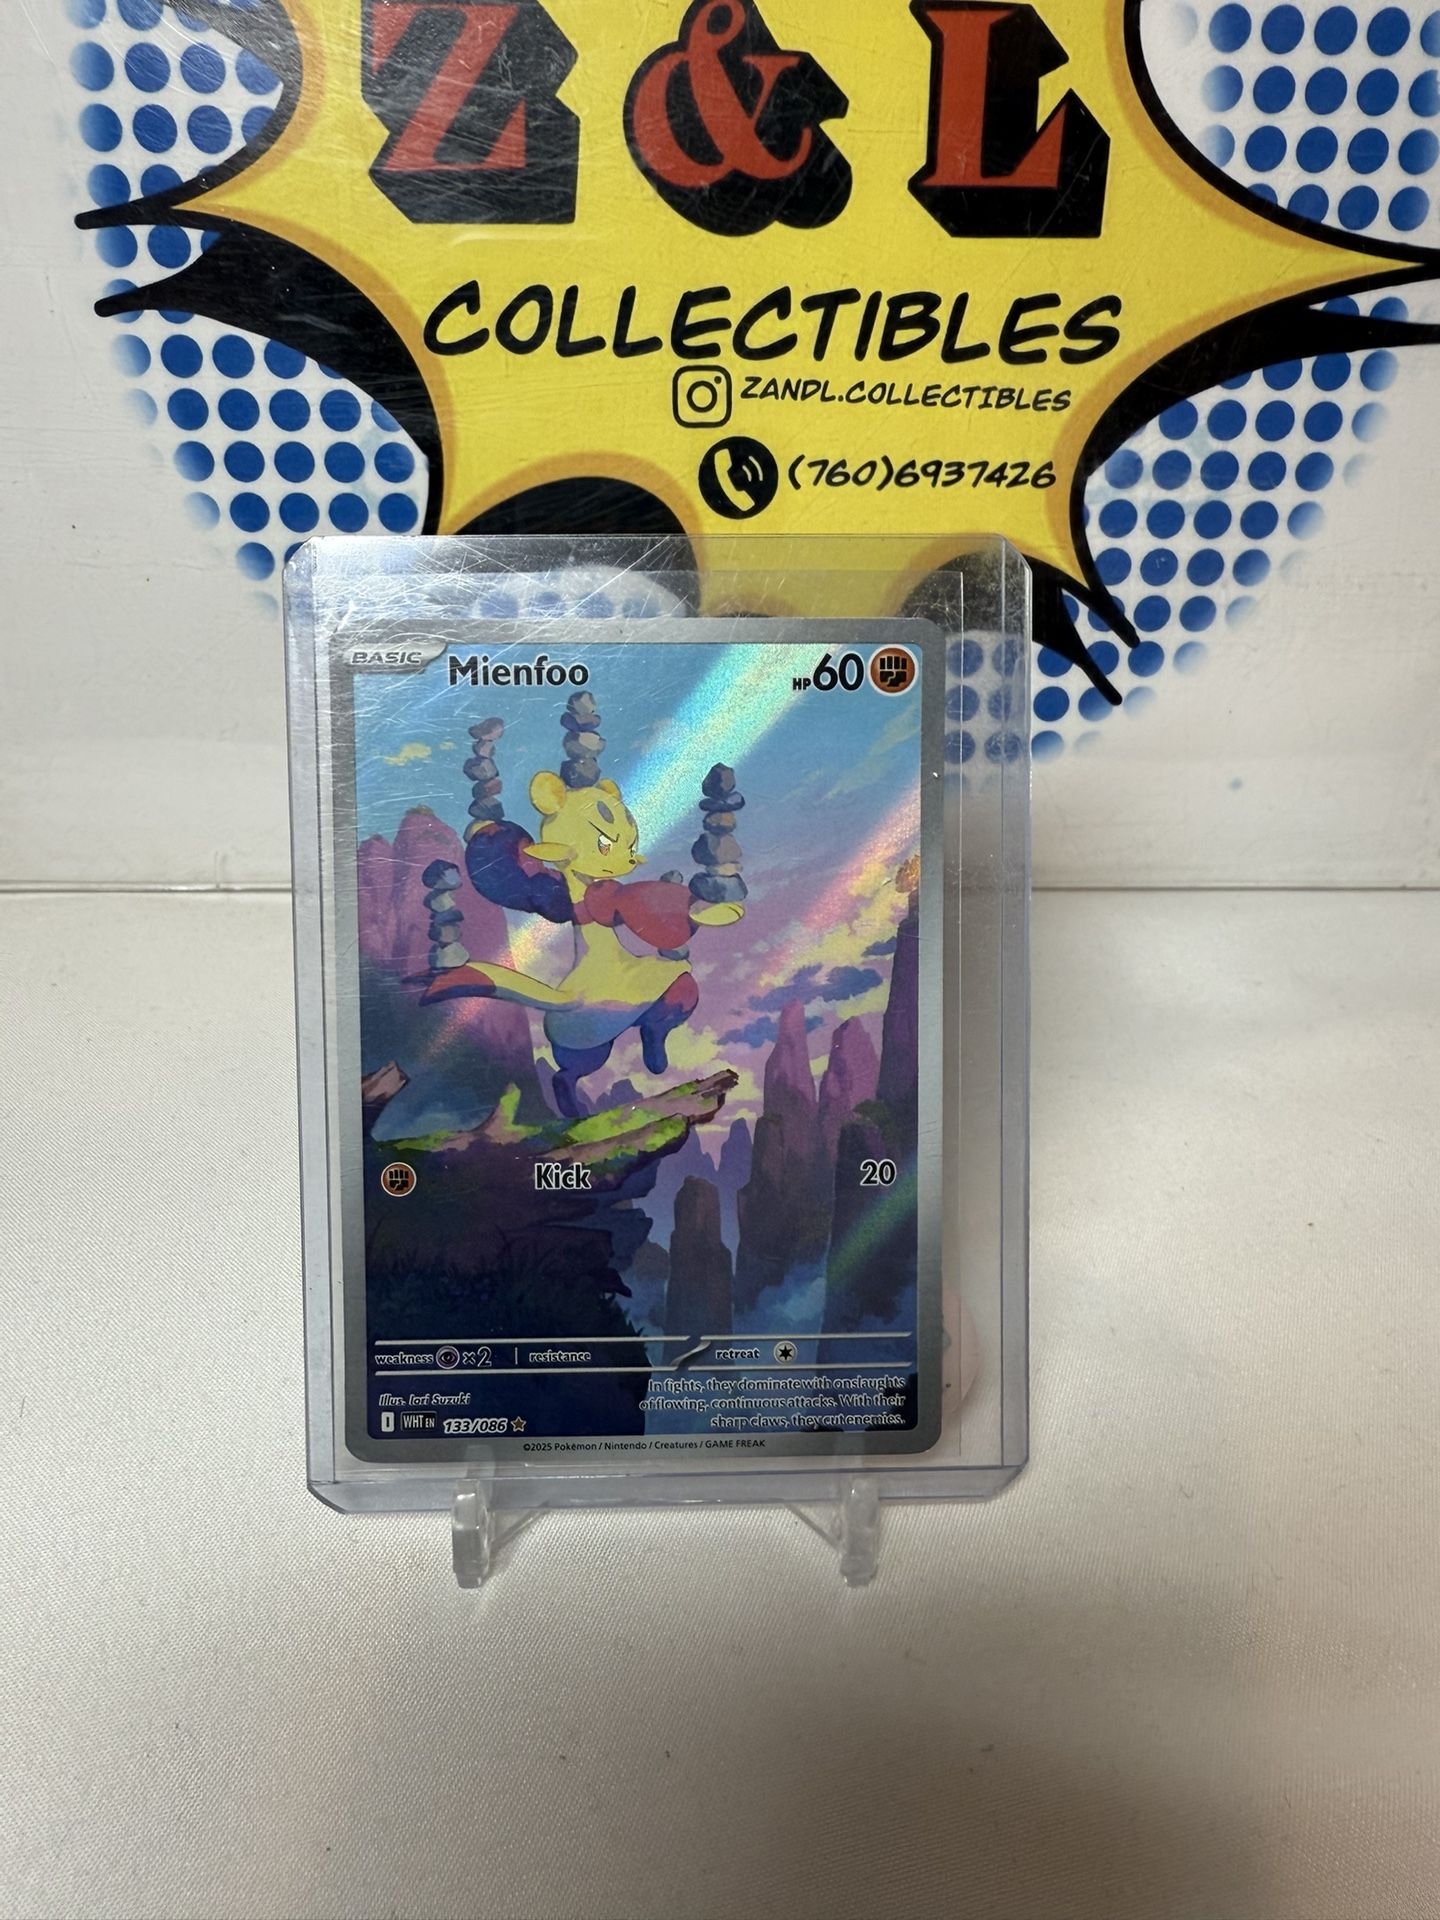 Z & L
COLLECTIBLES
ZANDL.COLLECTIBLES
(760)6937426
BASIC Mienfoo HP60
Kick 20
weakness ×2 resistance retreat
In fights, they dominate with onslaughts
of flowing, continuous attacks. With their
sharp claws, they cut enemies.
Illus. Iori Suzuki
I WHT EN 133/086
©2025 Pokémon / Nintendo / Creatures / GAME FREAK